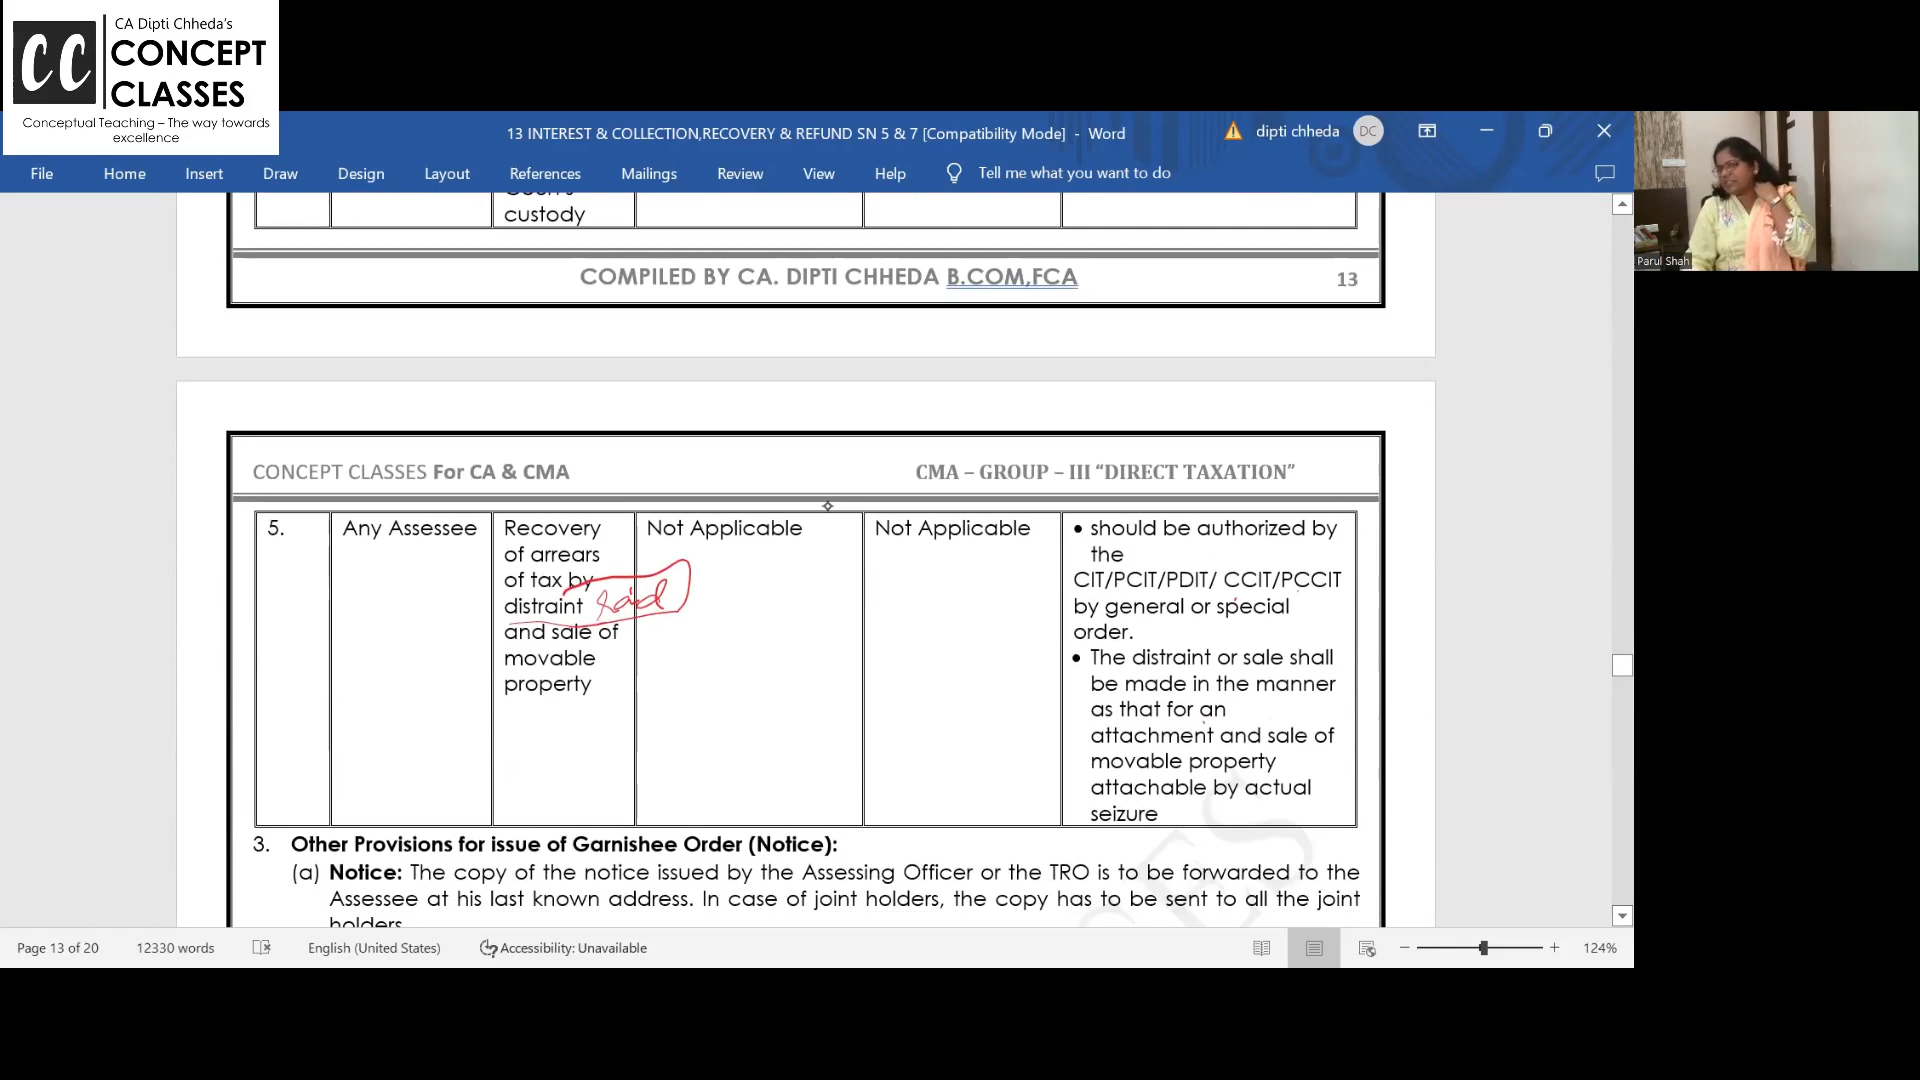 CA Dipti Chheda's
CC
CONCEPT
CLASSES
Conceptual Teaching – The way towards
excellence
13 INTEREST & COLLECTION,RECOVERY & REFUND SN 5 & 7 [Compatibility Mode] - Word
dipti chheda
DC
File
Home
Insert
Draw
Design
Layout
References
Mailings
Review
View
Help
Tell me what you want to do
Parul Shah
custody
COMPILED BY CA. DIPTI CHHEDA B.COM,FCA
13
CONCEPT CLASSES For CA & CMA
CMA – GROUP – III “DIRECT TAXATION”
5.
Any Assessee
Recovery
of arrears
of tax by
distraint
and sale of
movable
property
raid
Not Applicable
Not Applicable
• should be authorized by
the
CIT/PCIT/PDIT/ CCIT/PCCIT
by general or special
order.
• The distraint or sale shall
be made in the manner
as that for an
attachment and sale of
movable property
attachable by actual
seizure
3. Other Provisions for issue of Garnishee Order (Notice):
(a) Notice: The copy of the notice issued by the Assessing Officer or the TRO is to be forwarded to the
Assessee at his last known address. In case of joint holders, the copy has to be sent to all the joint
holders
Page 13 of 20
12330 words
English (United States)
Accessibility: Unavailable
124%